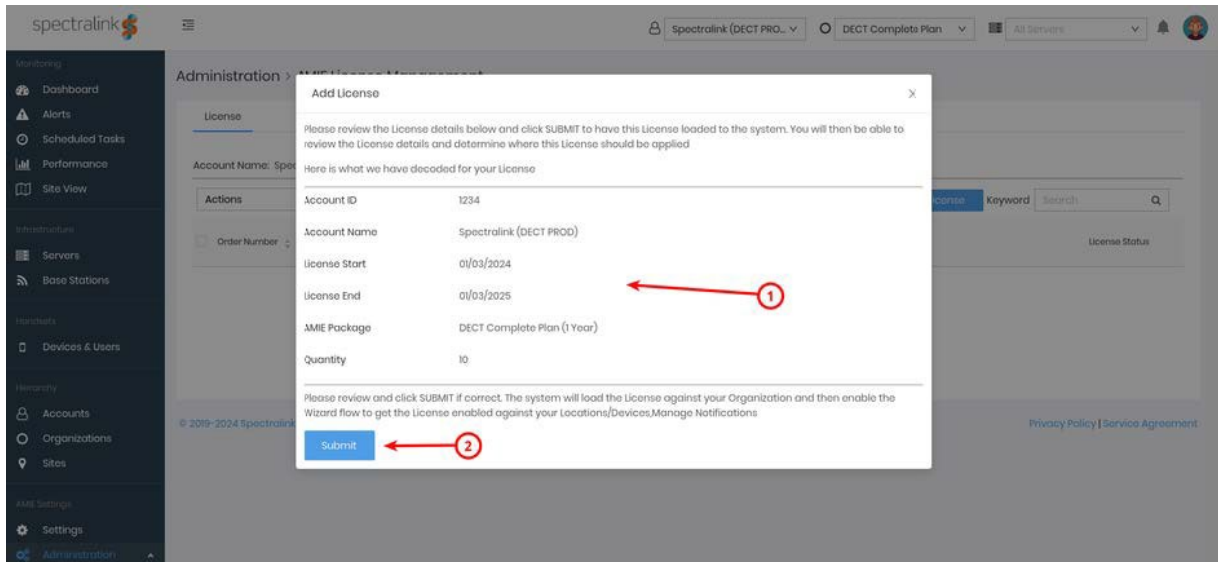 spectralink
Spectralink (DECT PRO...
DECT Complete Plan
All Servers
Monitoring
Dashboard
Alerts
Scheduled Tasks
Performance
Site View
Infrastructure
Servers
Base Stations
Handsets
Devices & Users
Hierarchy
Accounts
Organizations
Sites
AMIE Settings
Settings
Administration
Administration > AMIE License Management
License
Account Name: Spec
Actions
icense
Keyword
Search
Order Number
License Status
© 2019-2024 Spectralink
Privacy Policy | Service Agreement
Add License
Please review the License details below and click SUBMIT to have this License loaded to the system. You will then be able to
review the License details and determine where this License should be applied
Here is what we have decoded for your License
Account ID 1234
Account Name Spectralink (DECT PROD)
License Start 01/03/2024
License End 01/03/2025
AMIE Package DECT Complete Plan (1 Year)
Quantity 10
1
Please review and click SUBMIT if correct. The system will load the License against your Organization and then enable the
Wizard flow to get the License enabled against your Locations/Devices,Manage Notifications
Submit
2